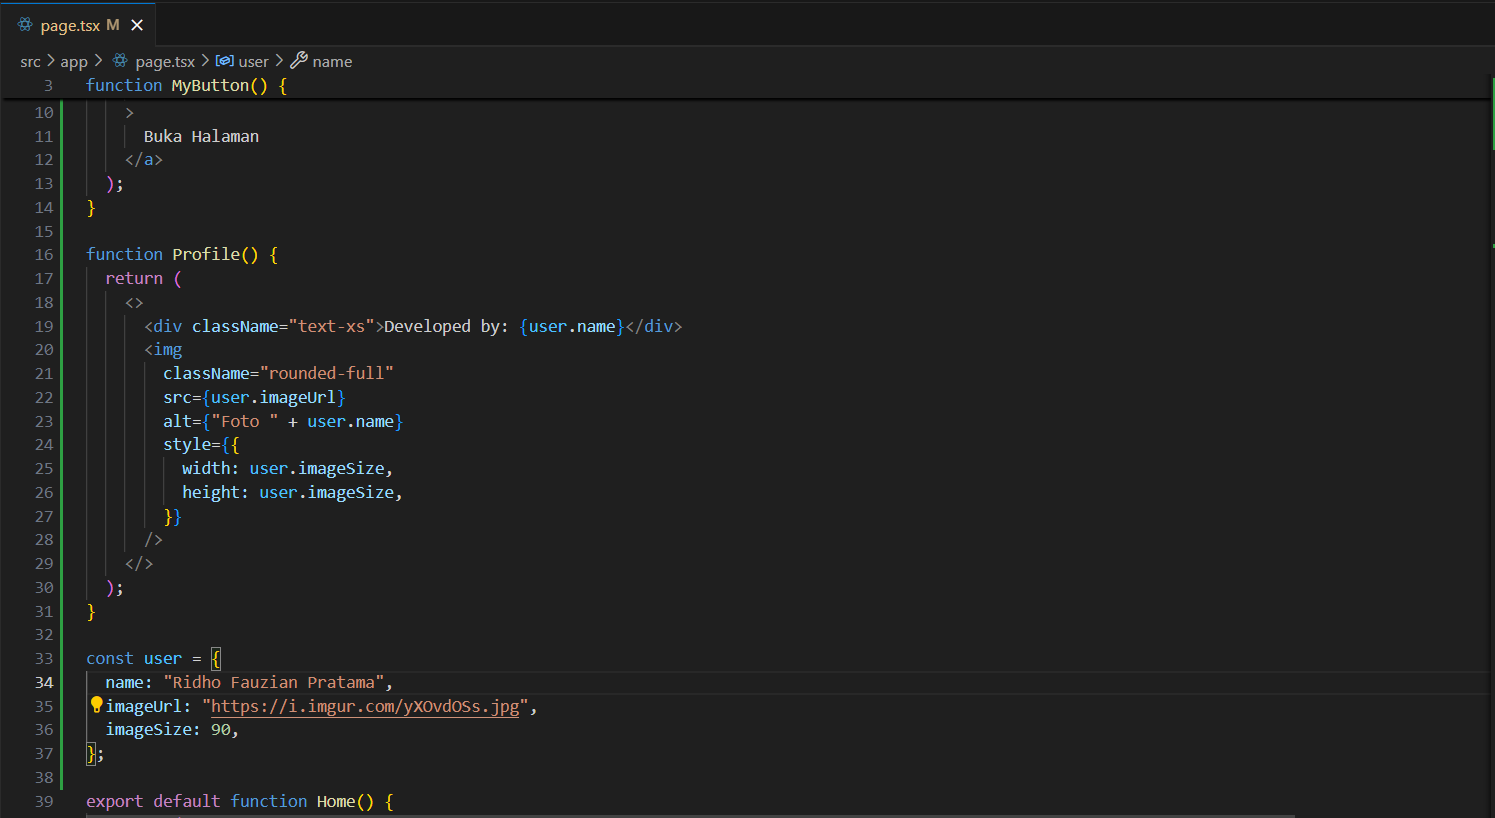 page.tsx M
src > app > page.tsx > user > name
3 function MyButton() {
10 >
11 Buka Halaman
12 </a>
13 );
14 }
15
16 function Profile() {
17 return (
18 <>
19 <div className="text-xs">Developed by: {user.name}</div>
20 <img
21 className="rounded-full"
22 src={user.imageUrl}
23 alt={"Foto " + user.name}
24 style={{
25 width: user.imageSize,
26 height: user.imageSize,
27 }}
28 />
29 </>
30 );
31 }
32
33 const user = {
34 name: "Ridho Fauzian Pratama",
35 imageUrl: "https://i.imgur.com/yXOvdOSs.jpg",
36 imageSize: 90,
37 };
38
39 export default function Home() {